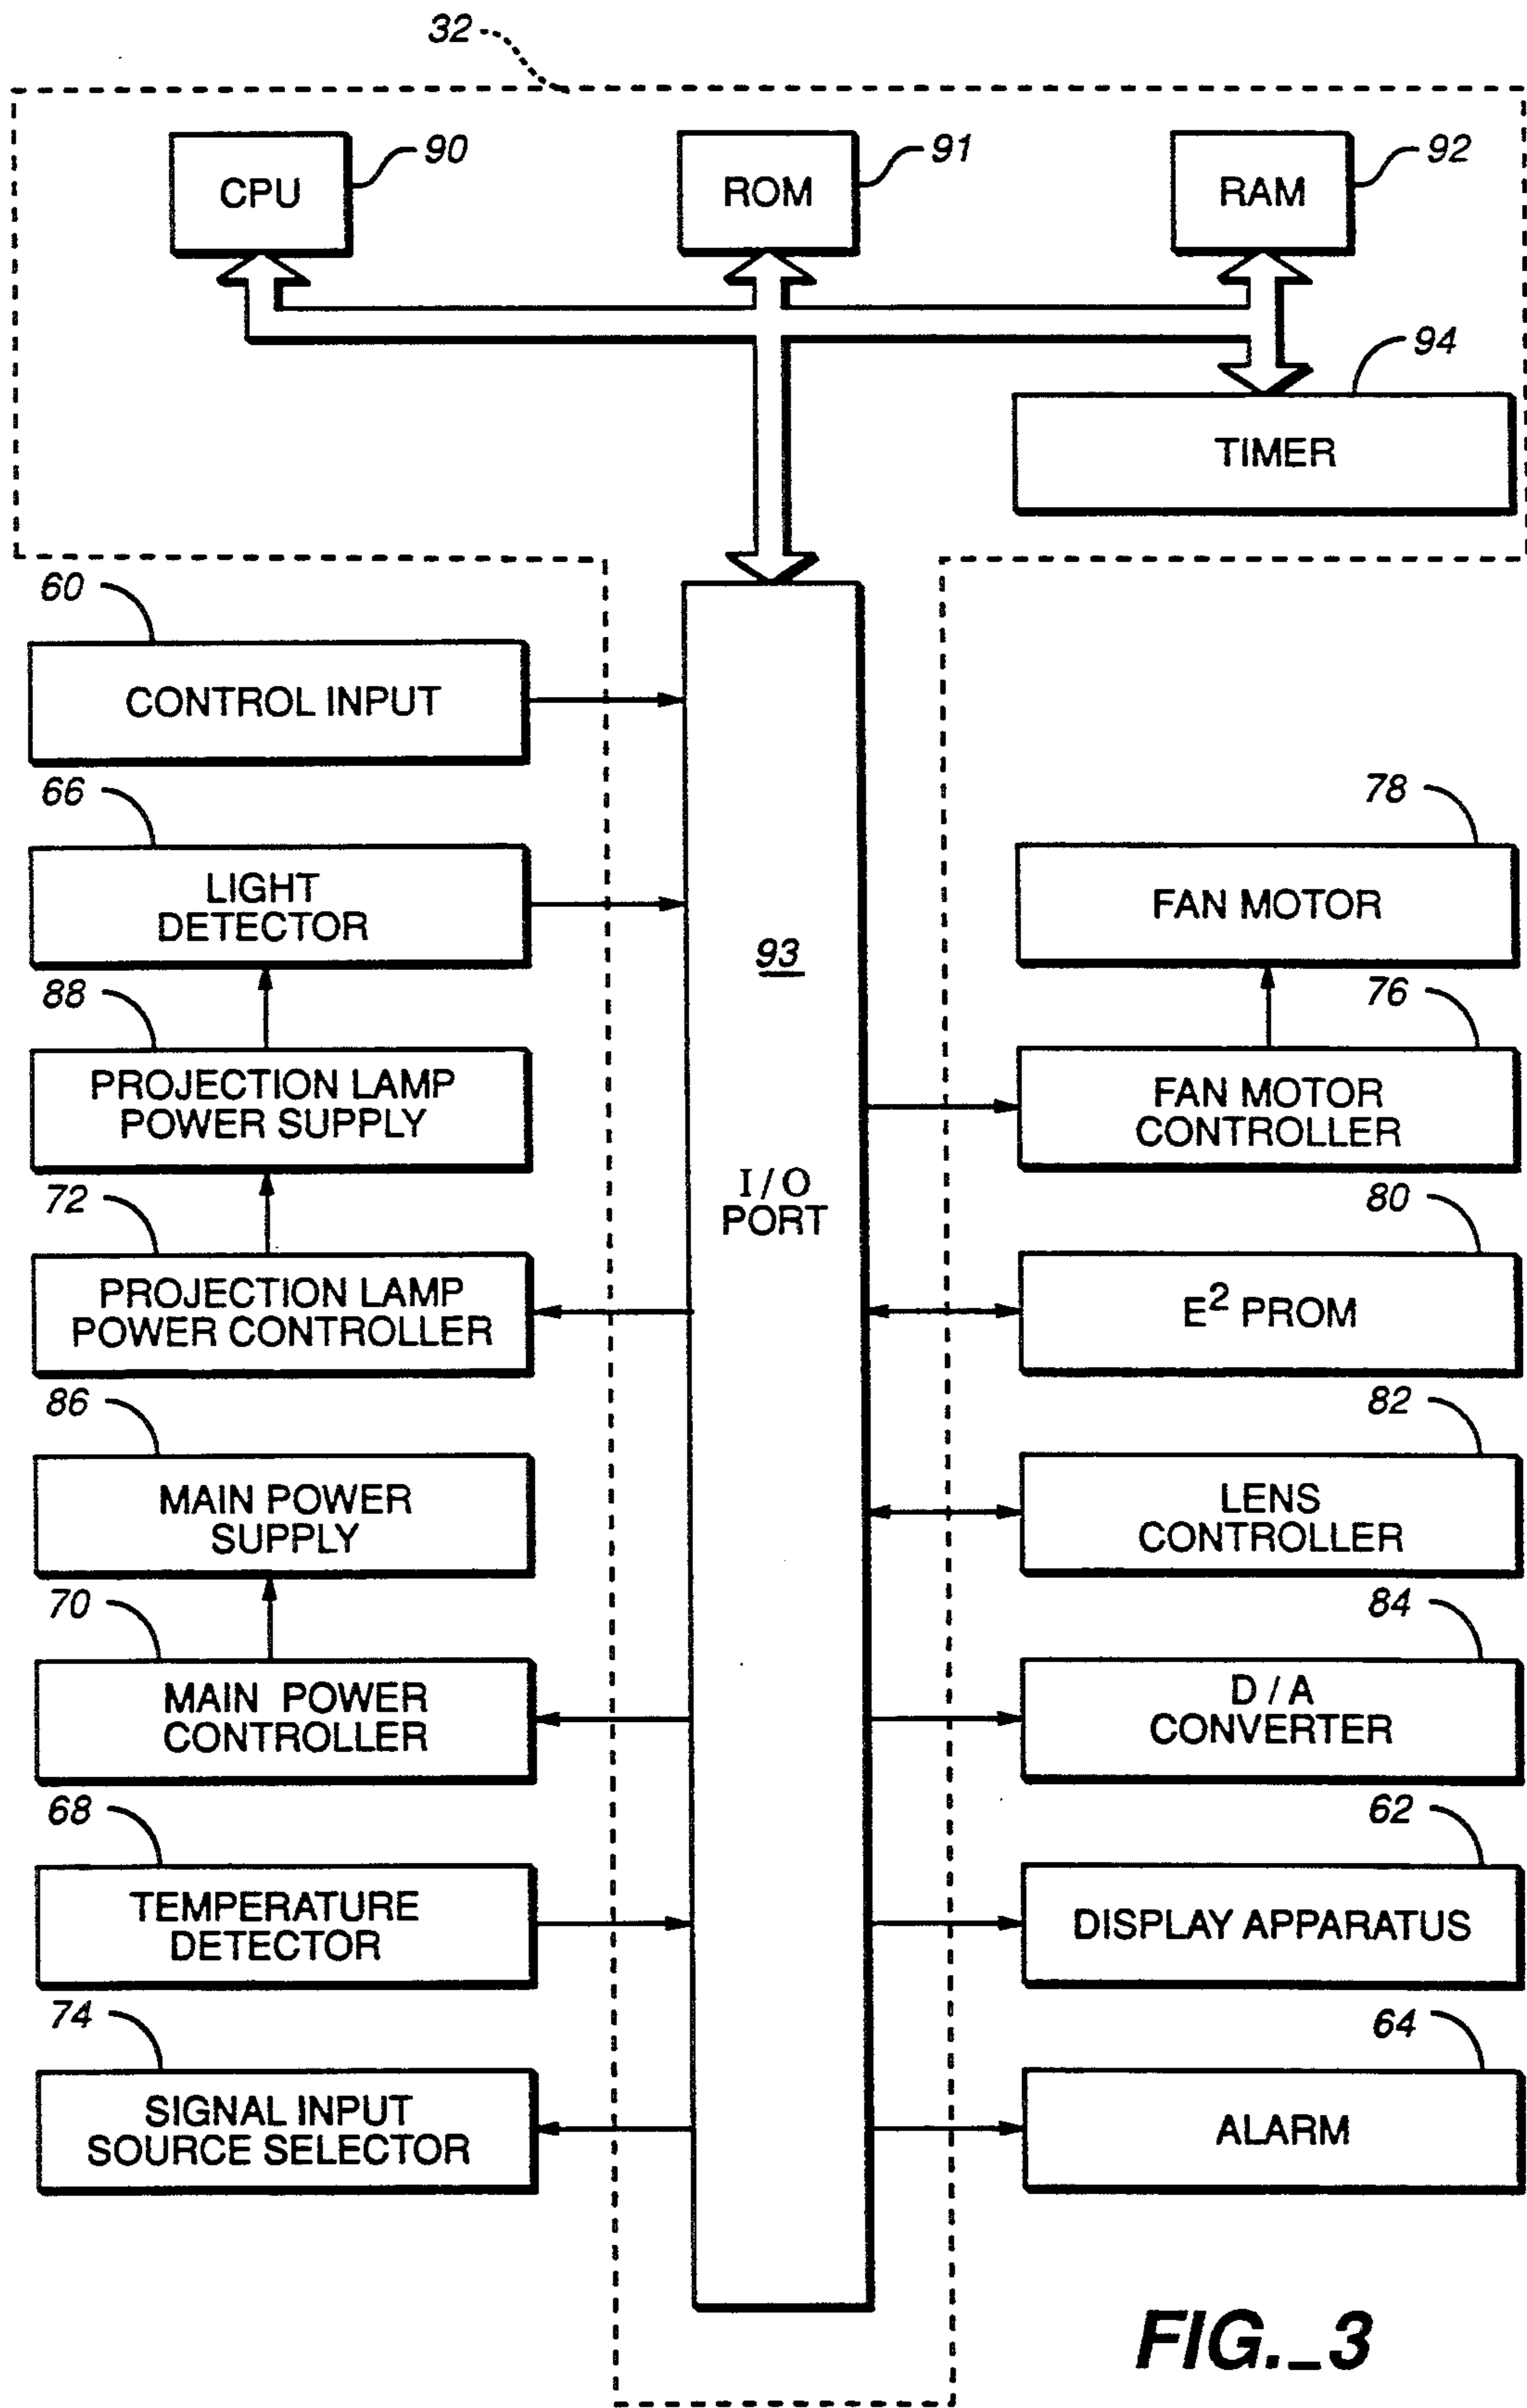 32
CPU
90
ROM
91
RAM
92
94
TIMER
60
CONTROL INPUT
66
LIGHT
DETECTOR
88
PROJECTION LAMP
POWER SUPPLY
72
PROJECTION LAMP
POWER CONTROLLER
86
MAIN POWER
SUPPLY
70
MAIN POWER
CONTROLLER
68
TEMPERATURE
DETECTOR
74
SIGNAL INPUT
SOURCE SELECTOR
93
I/O
PORT
78
FAN MOTOR
76
FAN MOTOR
CONTROLLER
80
E² PROM
82
LENS
CONTROLLER
84
D/A
CONVERTER
62
DISPLAY APPARATUS
64
ALARM
FIG._3